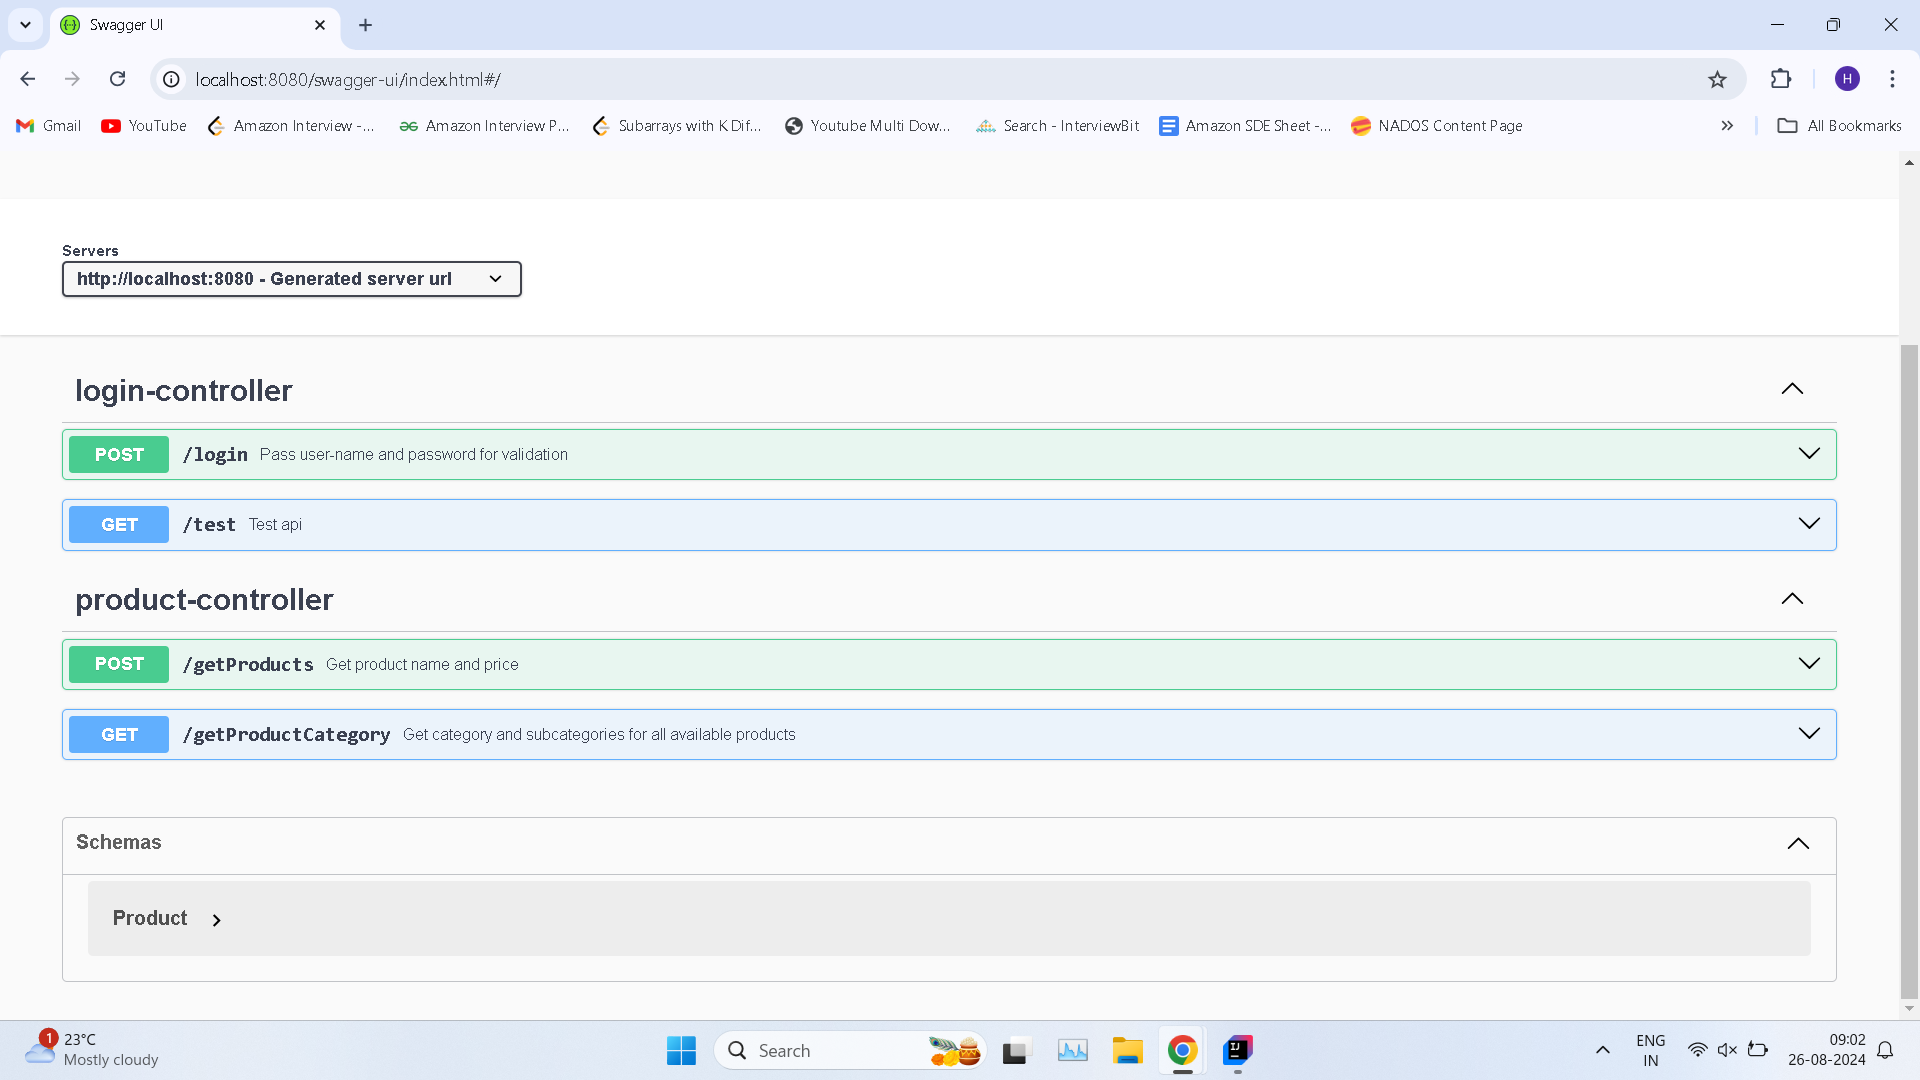 Swagger UI
localhost:8080/swagger-ui/index.html#/
H
Gmail
YouTube
Amazon Interview -...
Amazon Interview P...
Subarrays with K Dif...
Youtube Multi Dow...
Search - InterviewBit
Amazon SDE Sheet -...
NADOS Content Page
All Bookmarks
Servers
http://localhost:8080 - Generated server url
login-controller
POST /login Pass user-name and password for validation
GET /test Test api
product-controller
POST /getProducts Get product name and price
GET /getProductCategory Get category and subcategories for all available products
Schemas
Product
1
23°C
Mostly cloudy
Search
IJ
ENG
IN
09:02
26-08-2024